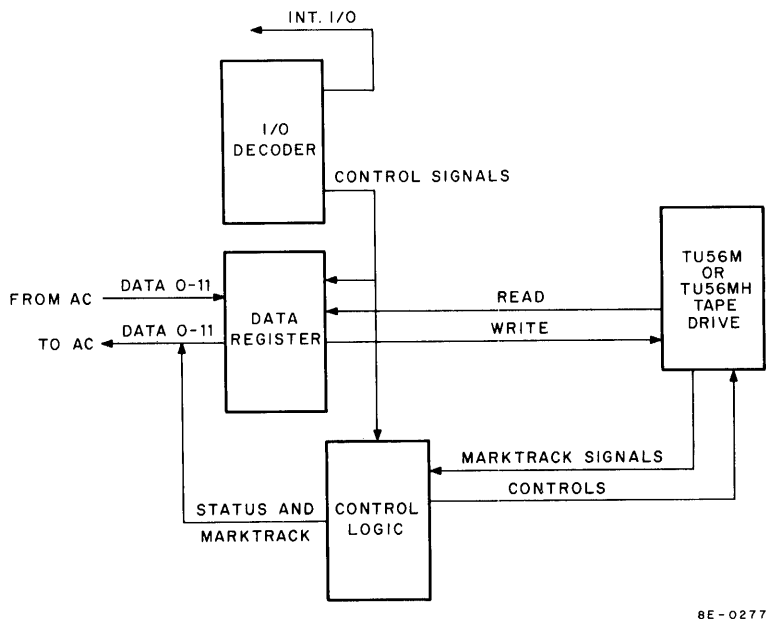 INT. I/O
I/O
DECODER
CONTROL SIGNALS
FROM AC
DATA 0-11
TO AC
DATA 0-11
DATA
REGISTER
READ
WRITE
TU56M
OR
TU56MH
TAPE
DRIVE
MARKTRACK SIGNALS
CONTROLS
STATUS AND
MARKTRACK
CONTROL
LOGIC
8E-0277